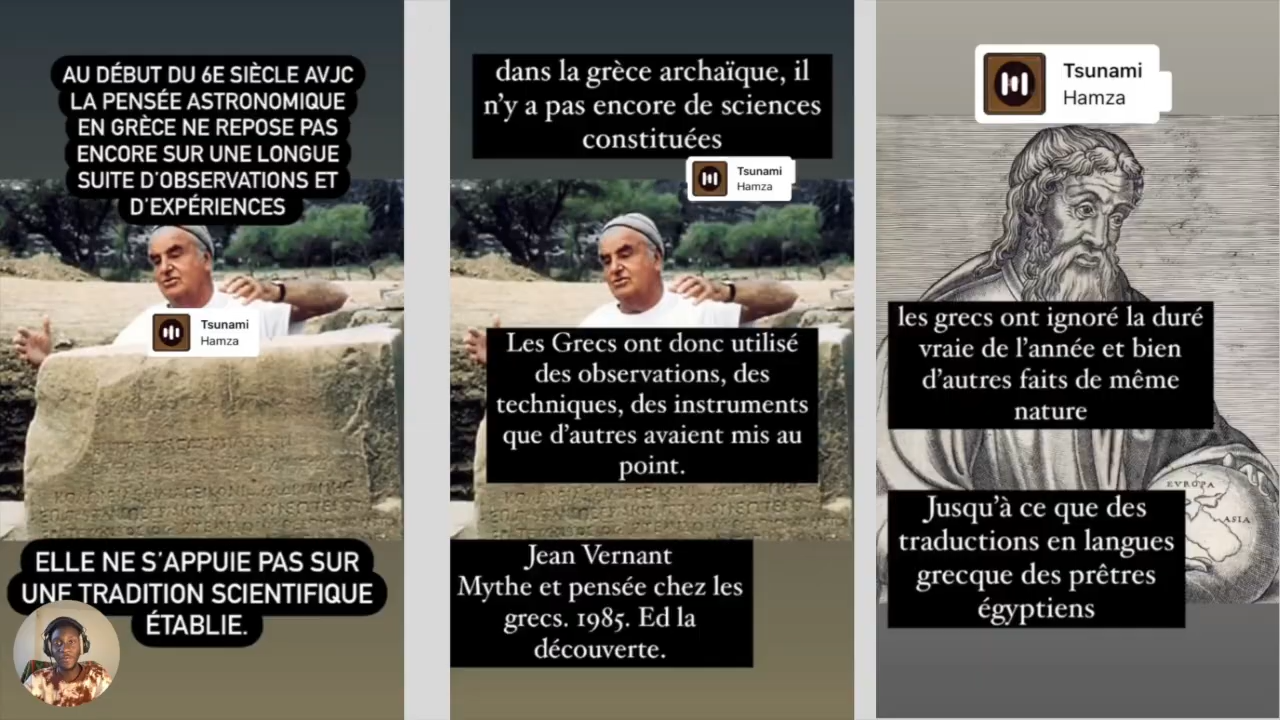 AU DÉBUT DU 6E SIÈCLE AVJC
LA PENSÉE ASTRONOMIQUE
EN GRÈCE NE REPOSE PAS
ENCORE SUR UNE LONGUE
SUITE D'OBSERVATIONS ET
D'EXPÉRIENCES
Tsunami
Hamza
ELLE NE S'APPUIE PAS SUR
UNE TRADITION SCIENTIFIQUE
ÉTABLIE.
dans la grèce archaïque, il
n'y a pas encore de sciences
constituées
Tsunami
Hamza
Les Grecs ont donc utilisé
des observations, des
techniques, des instruments
que d'autres avaient mis au
point.
Jean Vernant
Mythe et pensée chez les
grecs. 1985. Ed la
découverte.
Tsunami
Hamza
les grecs ont ignoré la duré
vraie de l'année et bien
d'autres faits de même
nature
EVROPA
ASIA
Jusqu'à ce que des
traductions en langues
grecque des prêtres
égyptiens